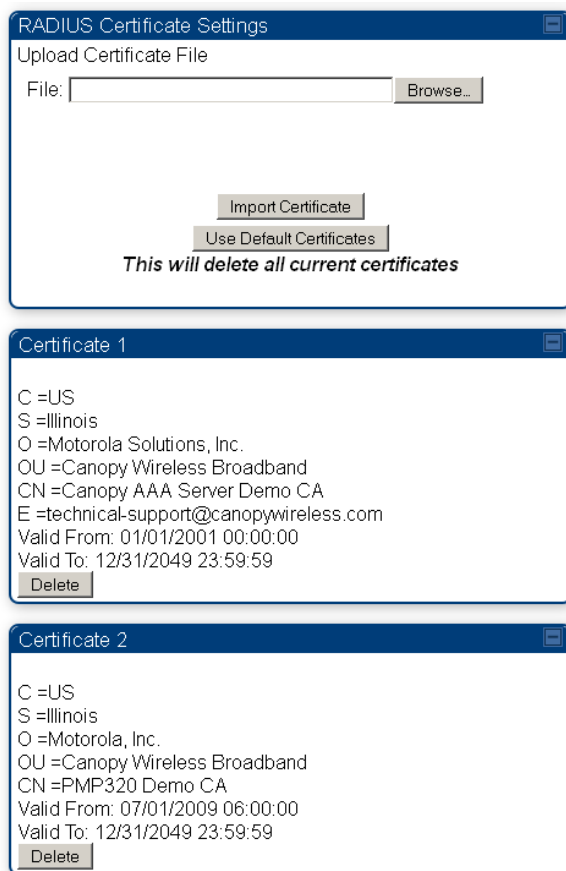 RADIUS Certificate Settings
Upload Certificate File
File: Browse...
Import Certificate
Use Default Certificates
This will delete all current certificates
Certificate 1
C =US
S =Illinois
O =Motorola Solutions, Inc.
OU =Canopy Wireless Broadband
CN =Canopy AAA Server Demo CA
E =technical-support@canopywireless.com
Valid From: 01/01/2001 00:00:00
Valid To: 12/31/2049 23:59:59
Delete
Certificate 2
C =US
S =Illinois
O =Motorola, Inc.
OU =Canopy Wireless Broadband
CN =PMP320 Demo CA
Valid From: 07/01/2009 06:00:00
Valid To: 12/31/2049 23:59:59
Delete